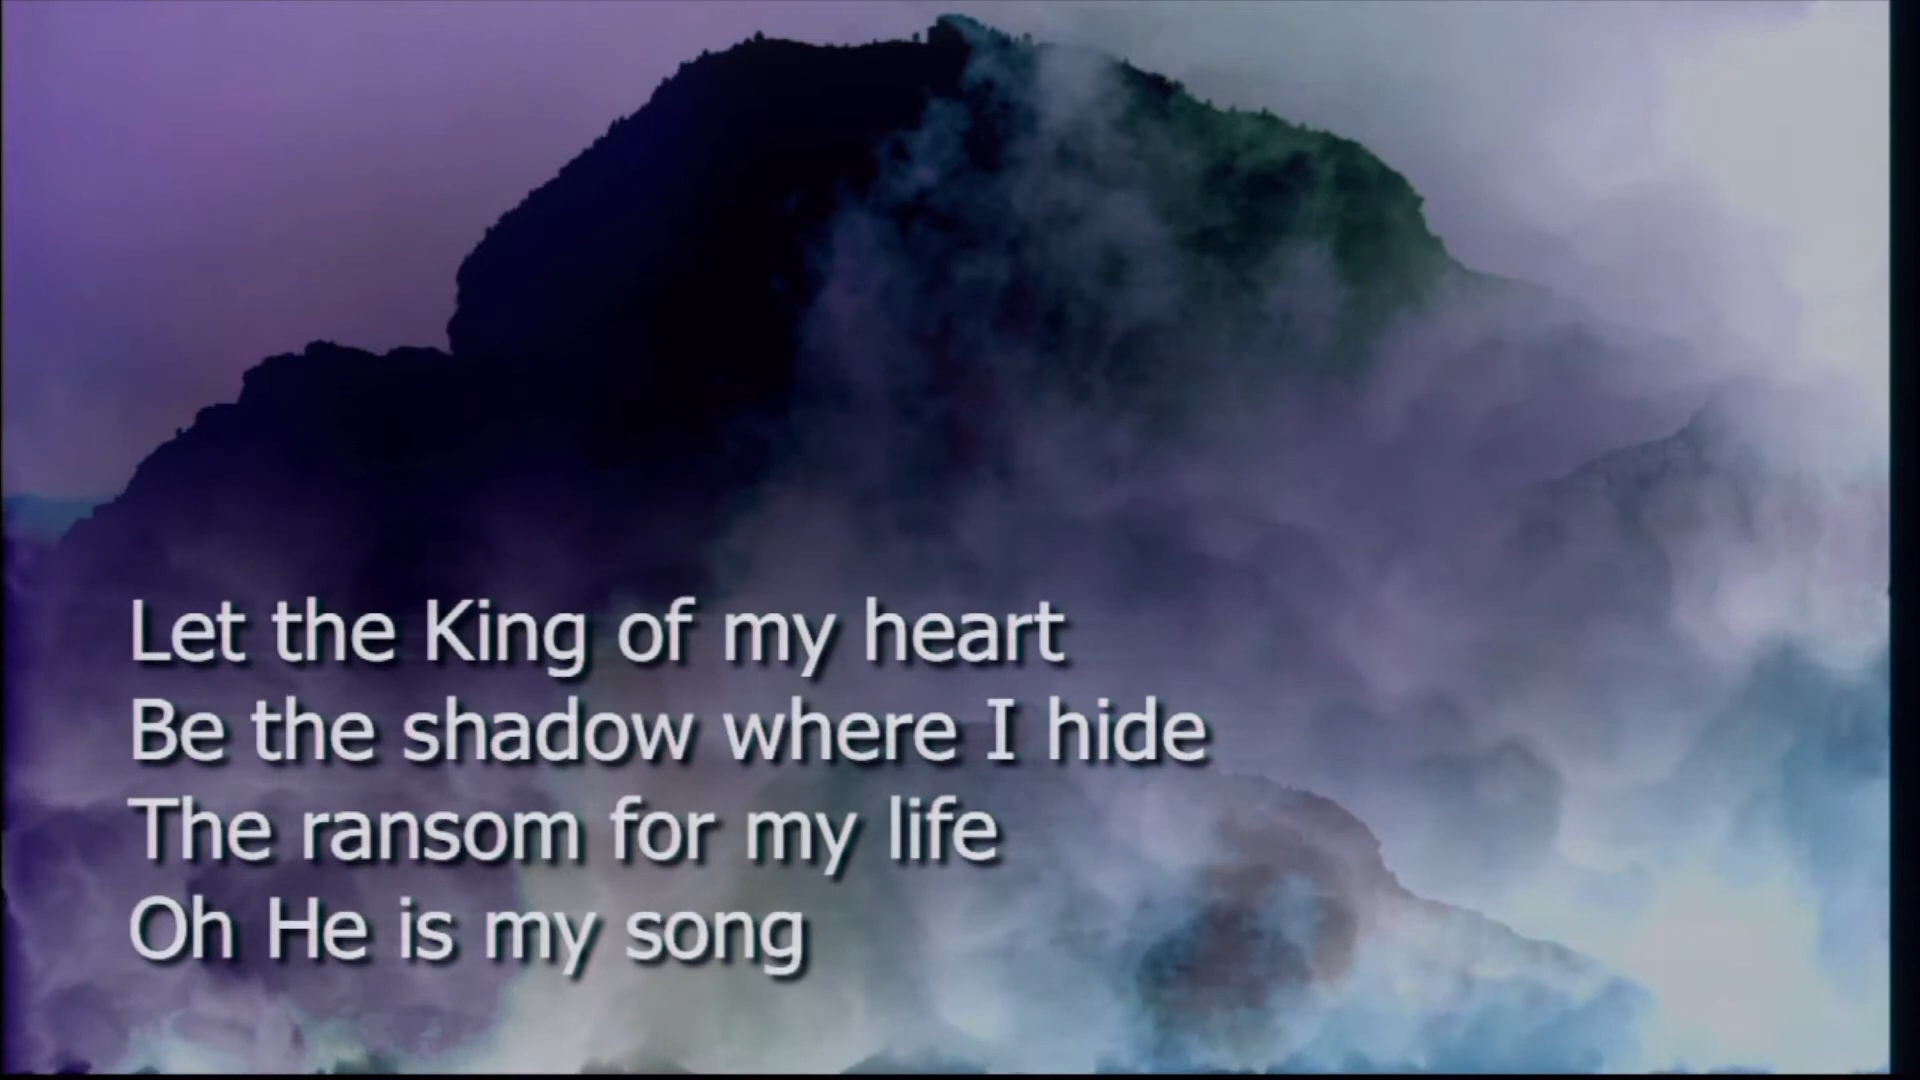 Let the King of my heart
Be the shadow where I hide
The ransom for my life
Oh He is my song